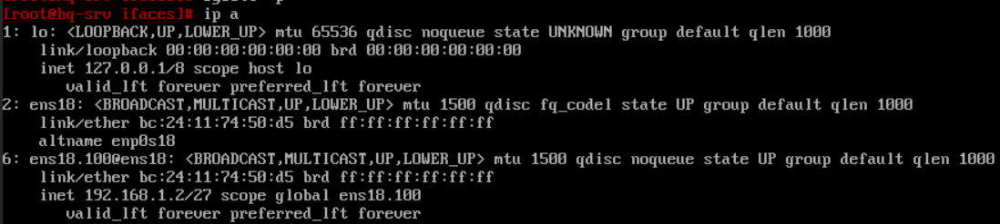 [root@hq-srv ifaces]# ip a
1: lo: <LOOPBACK,UP,LOWER_UP> mtu 65536 qdisc noqueue state UNKNOWN group default qlen 1000
    link/loopback 00:00:00:00:00:00 brd 00:00:00:00:00:00
    inet 127.0.0.1/8 scope host lo
       valid_lft forever preferred_lft forever
2: ens18: <BROADCAST,MULTICAST,UP,LOWER_UP> mtu 1500 qdisc fq_codel state UP group default qlen 1000
    link/ether bc:24:11:74:50:d5 brd ff:ff:ff:ff:ff:ff
    altname enp0s18
6: ens18.100@ens18: <BROADCAST,MULTICAST,UP,LOWER_UP> mtu 1500 qdisc noqueue state UP group default qlen 1000
    link/ether bc:24:11:74:50:d5 brd ff:ff:ff:ff:ff:ff
    inet 192.168.1.2/27 scope global ens18.100
       valid_lft forever preferred_lft forever